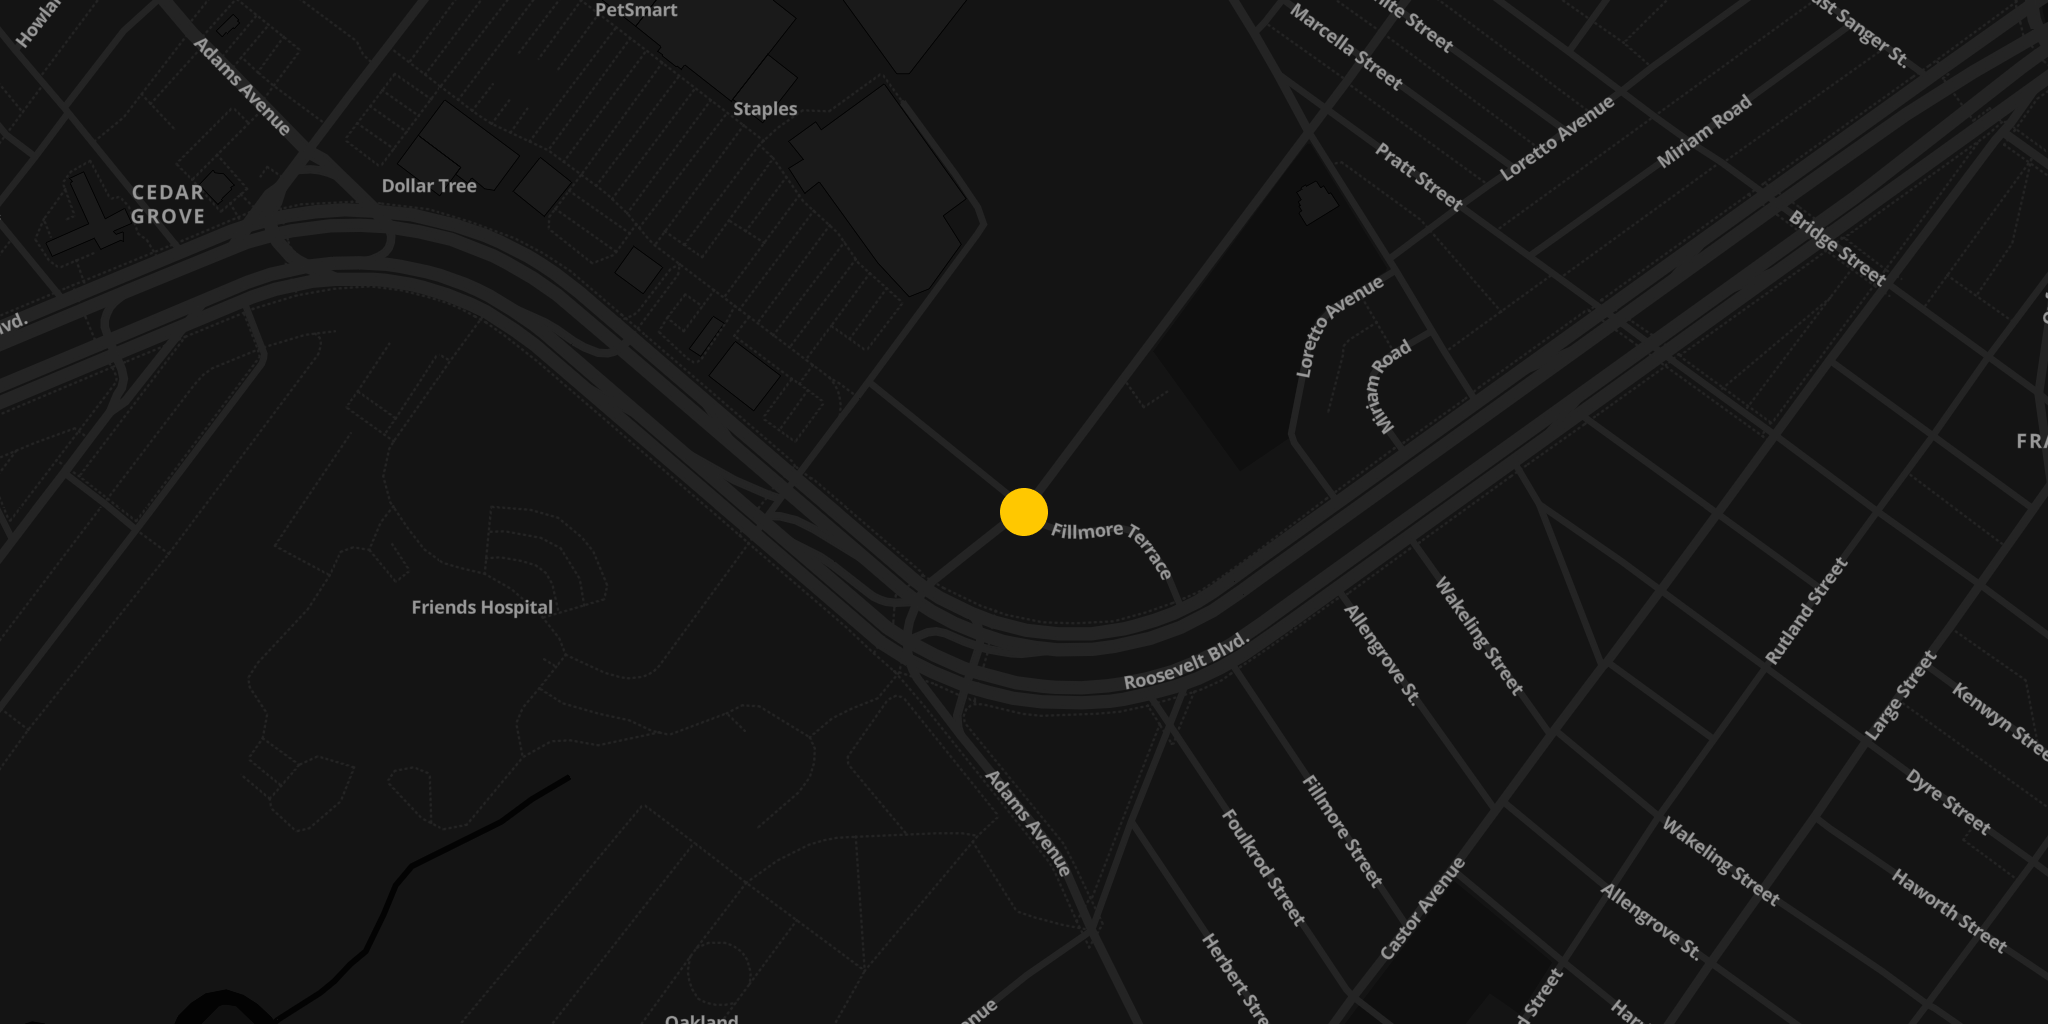 PetSmart
Adams Avenue
Marcella Street
Staples
Pratt Street
Loretto Avenue
Miriam Road
Dollar Tree
CEDAR
GROVE
Bridge Street
Loretto Avenue
Miriam Road
Fillmore Terrace
Friends Hospital
Roosevelt Blvd.
Allengrove St.
Wakeling Street
Rutland Street
Large Street
Kenwyn Stree
Dyre Street
Adams Avenue
Foulkrod Street
Fillmore Street
Castor Avenue
Wakeling Street
Allengrove St.
Haworth Street
Herbert Stre
Oakland
Howla
ite Street
ust Sanger St.
lvd.
FRA
enue
d Street
Har